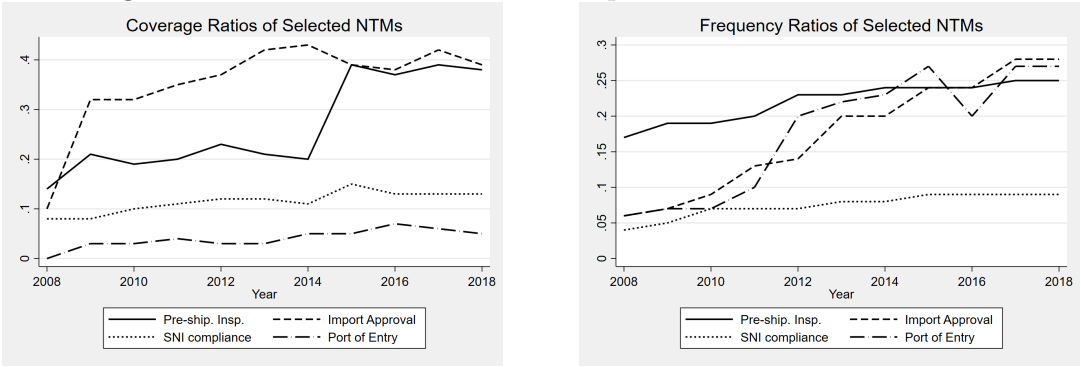 Coverage Ratios of Selected NTMs
.4
.3
.2
.1
0
2008 2010 2012 2014 2016 2018
Year
Pre-ship. Insp. Import Approval
SNI compliance Port of Entry
Frequency Ratios of Selected NTMs
.3
.25
.2
.15
.1
.05
0
2008 2010 2012 2014 2016 2018
Year
Pre-ship. Insp. Import Approval
SNI compliance Port of Entry